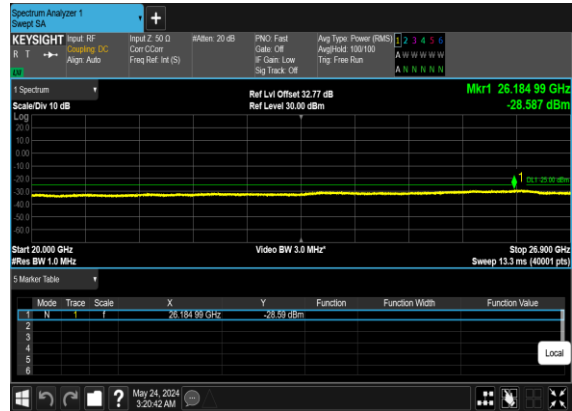 Spectrum Analyzer 1
Swept SA
+
KEYSIGHT
R T
LW
Input: RF
Coupling: DC
Align: Auto
Input Z: 50 Ω
Corr CCorr
Freq Ref: Int (S)
#Atten: 20 dB
PNO: Fast
Gate: Off
IF Gain: Low
Sig Track: Off
Avg Type: Power (RMS)
Avg|Hold: 100/100
Trig: Free Run
1 2 3 4 5 6
A W W W W W
A N N N N N
1 Spectrum
Scale/Div 10 dB
Ref Lvl Offset 32.77 dB
Ref Level 30.00 dBm
Mkr1 26.184 99 GHz
-28.587 dBm
Log
20.0
10.0
0.00
-10.0
-20.0
-30.0
-40.0
-50.0
-60.0
1
DL1 -25.00 dBm
Start 20.000 GHz
#Res BW 1.0 MHz
Video BW 3.0 MHz*
Stop 26.900 GHz
Sweep 13.3 ms (40001 pts)
5 Marker Table
Mode Trace Scale X Y Function Function Width Function Value
1 N 1 f 26.184 99 GHz -28.59 dBm
2
3
4
5
6
Local
?
May 24, 2024
3:20:42 AM